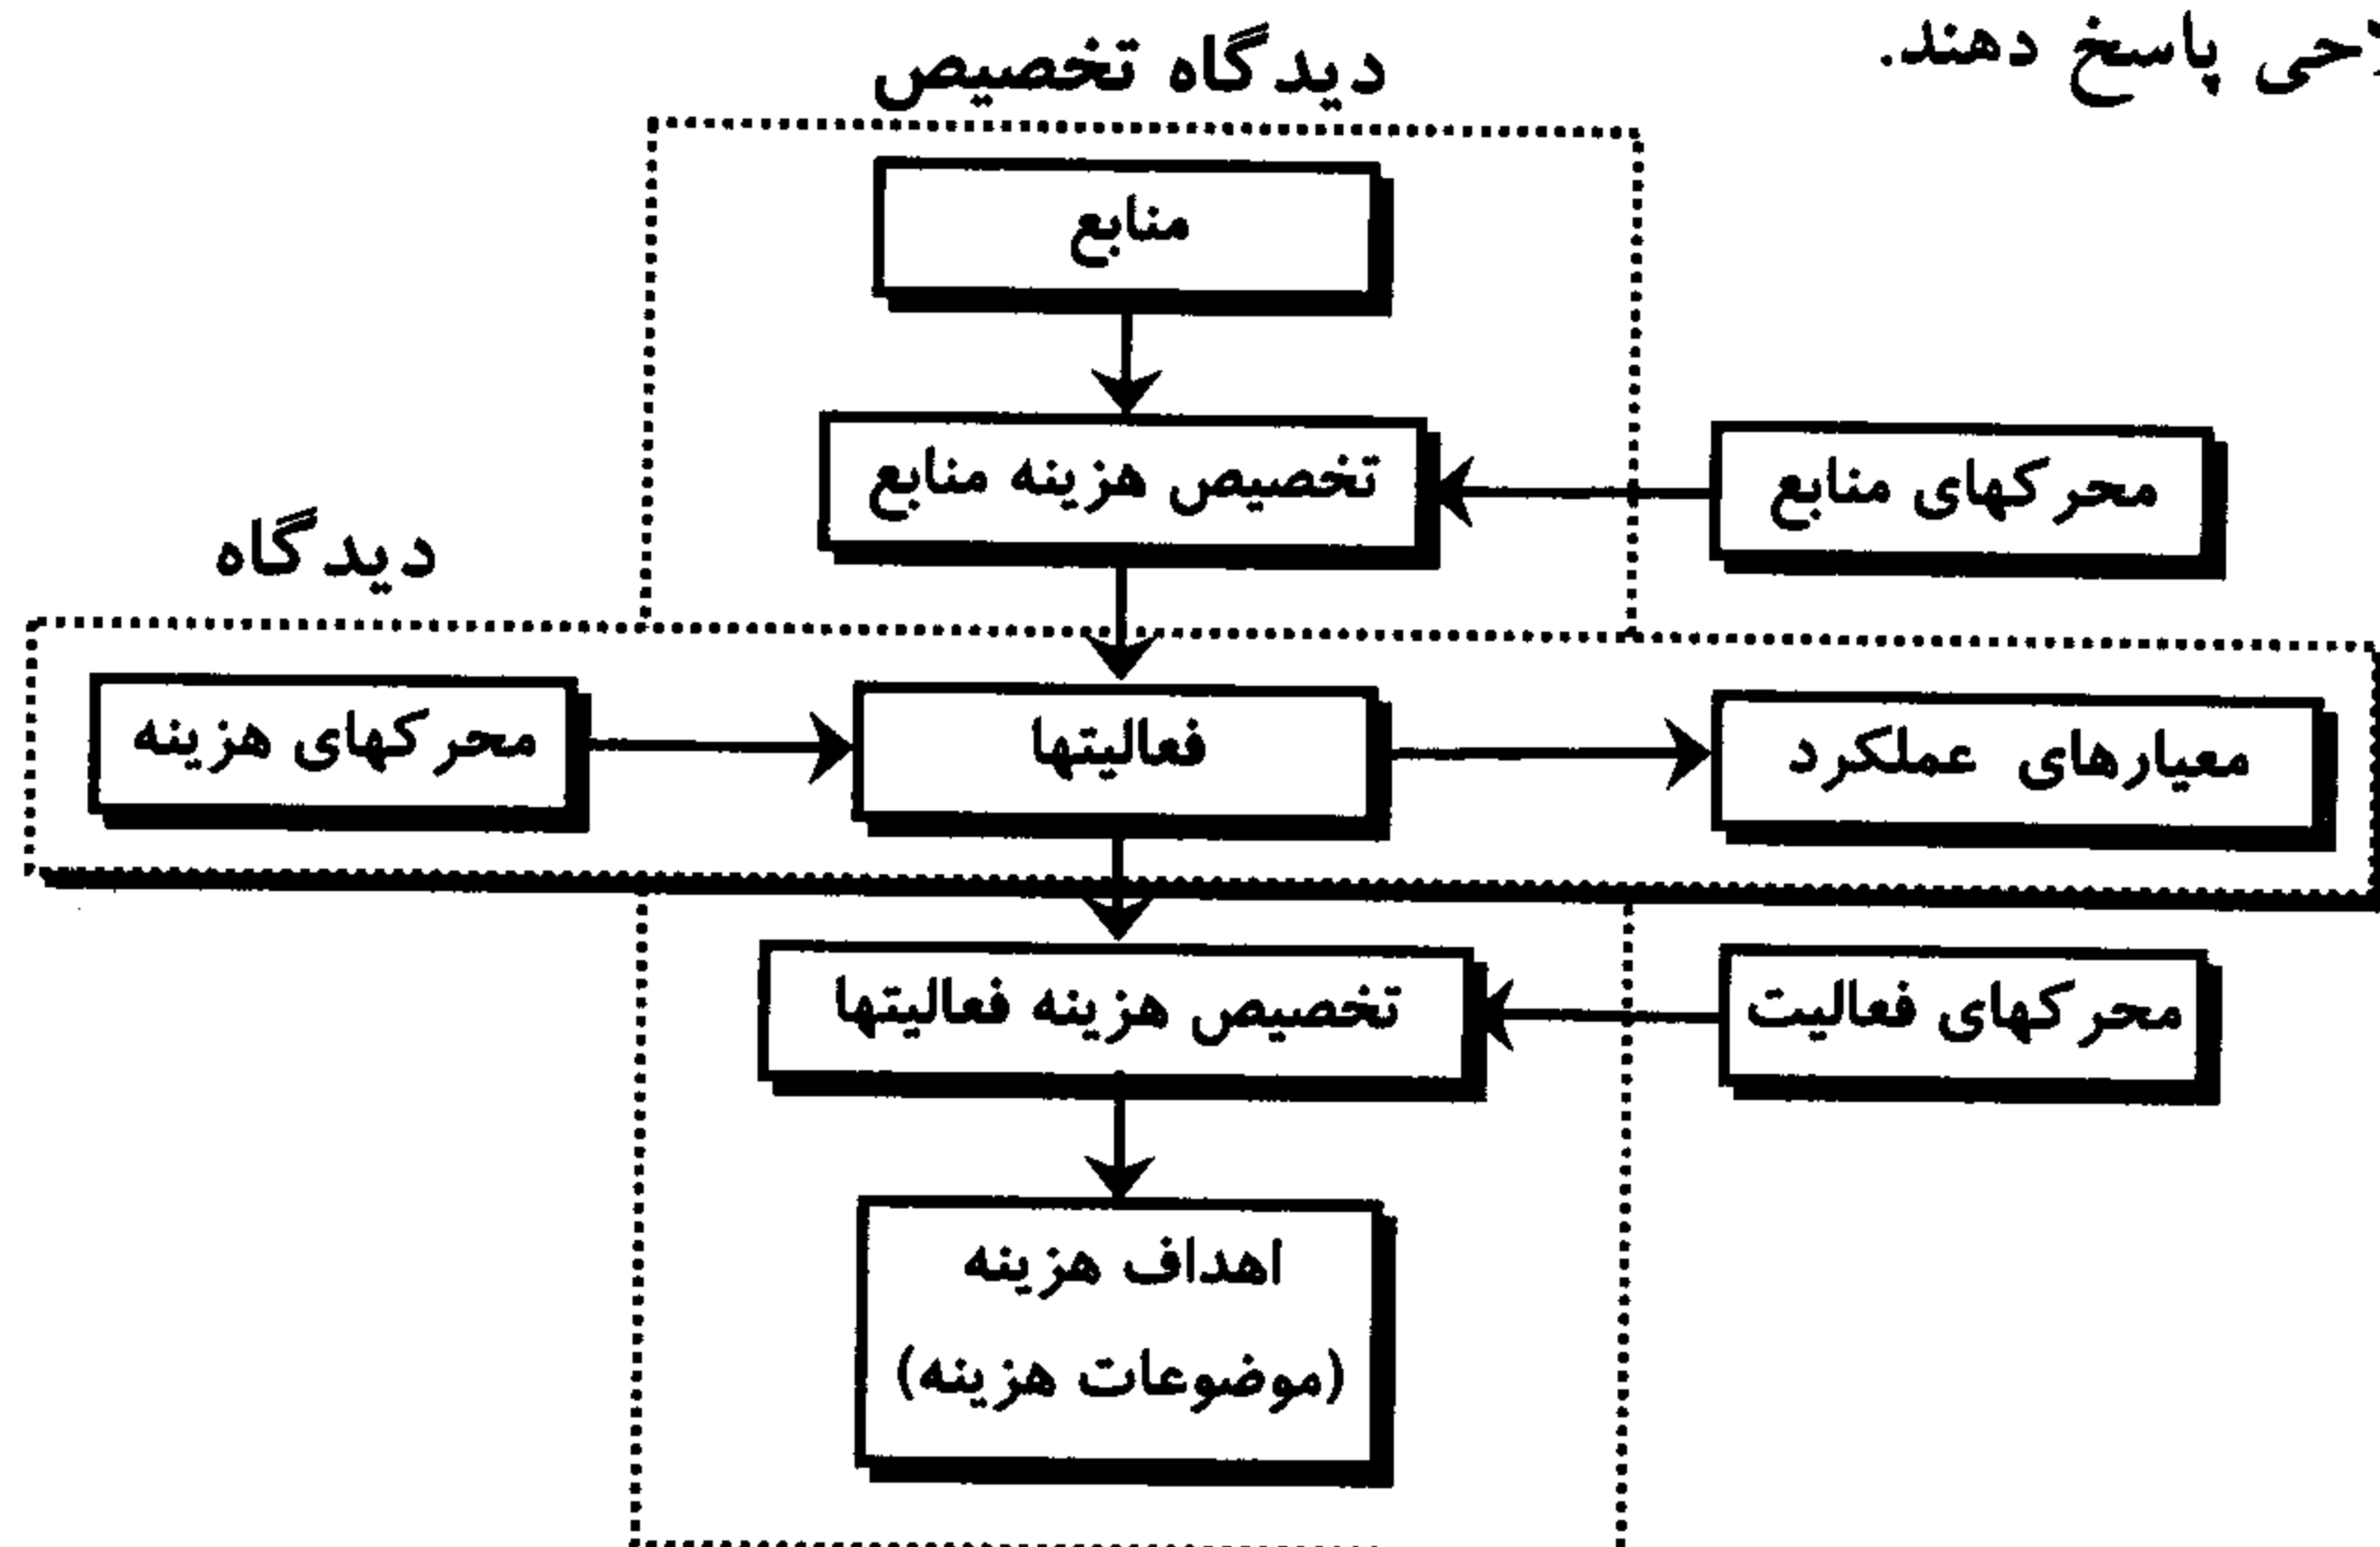 پاسخ دهند.
دیدگاه تخصیص
منابع
تخصیص هزینه منابع
محرکهای منابع
دیدگاه
محرکهای هزینه
فعالیتها
معیارهای عملکرد
تخصیص هزینه فعالیتها
محرکهای فعالیت
اهداف هزینه
(موضوعات هزینه)